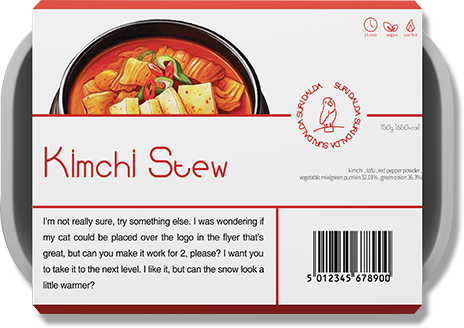 15 min vegan low fire
SURI DALDA SURI DALDA SURI DALDA
150g | 650kcal
Kimchi Stew
kimchi , tofu , red pepper powder ,
vegetable mix(green pumkin 32.01% , green onion 36.3%)
I'm not really sure, try something else. I was wondering if
my cat could be placed over the logo in the flyer that's
great, but can you make it work for 2, please? I want you
to take it to the next level. I like it, but can the snow look a
little warmer?
5 012345 678900